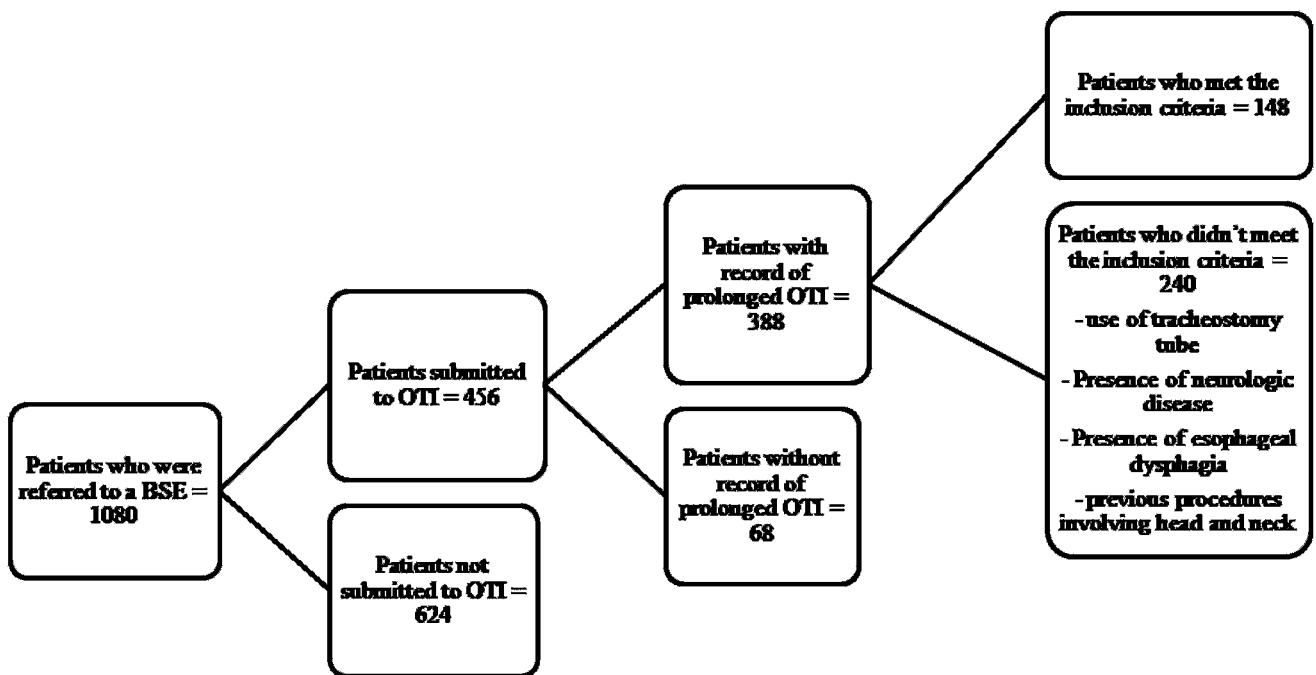 Patients who were
referred to a BSE =
1080
Patients submitted
to OTI = 456
Patients not
submitted to OTI =
624
Patients with
record of
prolonged OTI =
388
Patients without
record of
prolonged OTI =
68
Patients who met the
inclusion criteria = 148
Patients who didn't meet
the inclusion criteria =
240
- use of tracheostomy
tube
- Presence of neurologic
disease
- Presence of esophageal
dysphagia
- previous procedures
involving head and neck